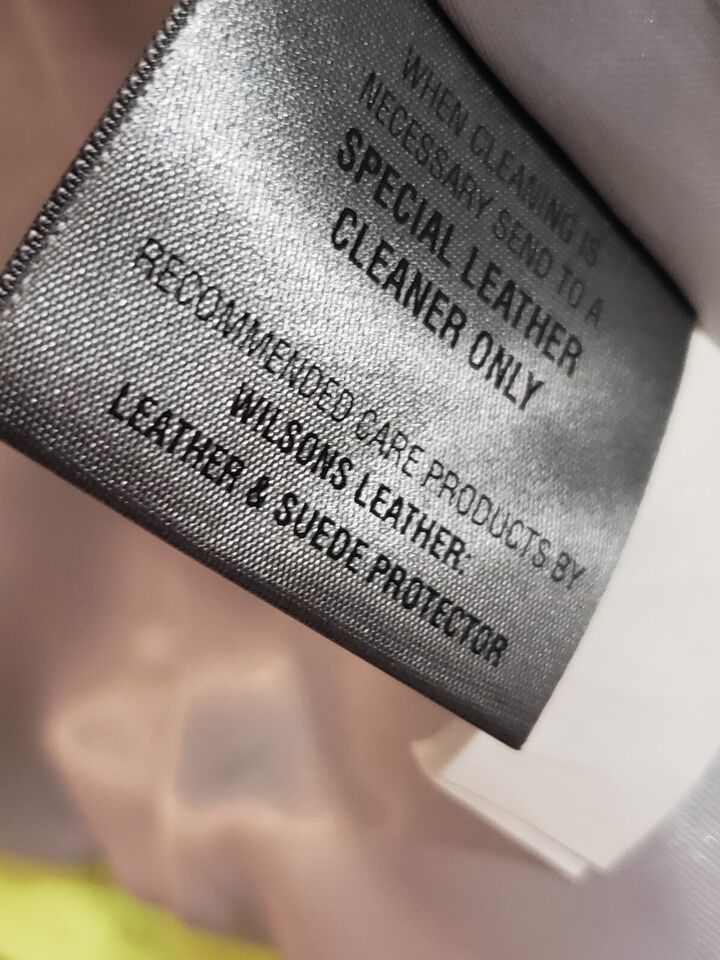 WHEN CLEANING IS
NECESSARY SEND TO A
SPECIAL LEATHER
CLEANER ONLY
RECOMMENDED CARE PRODUCTS BY
WILSONS LEATHER:
LEATHER & SUEDE PROTECTOR